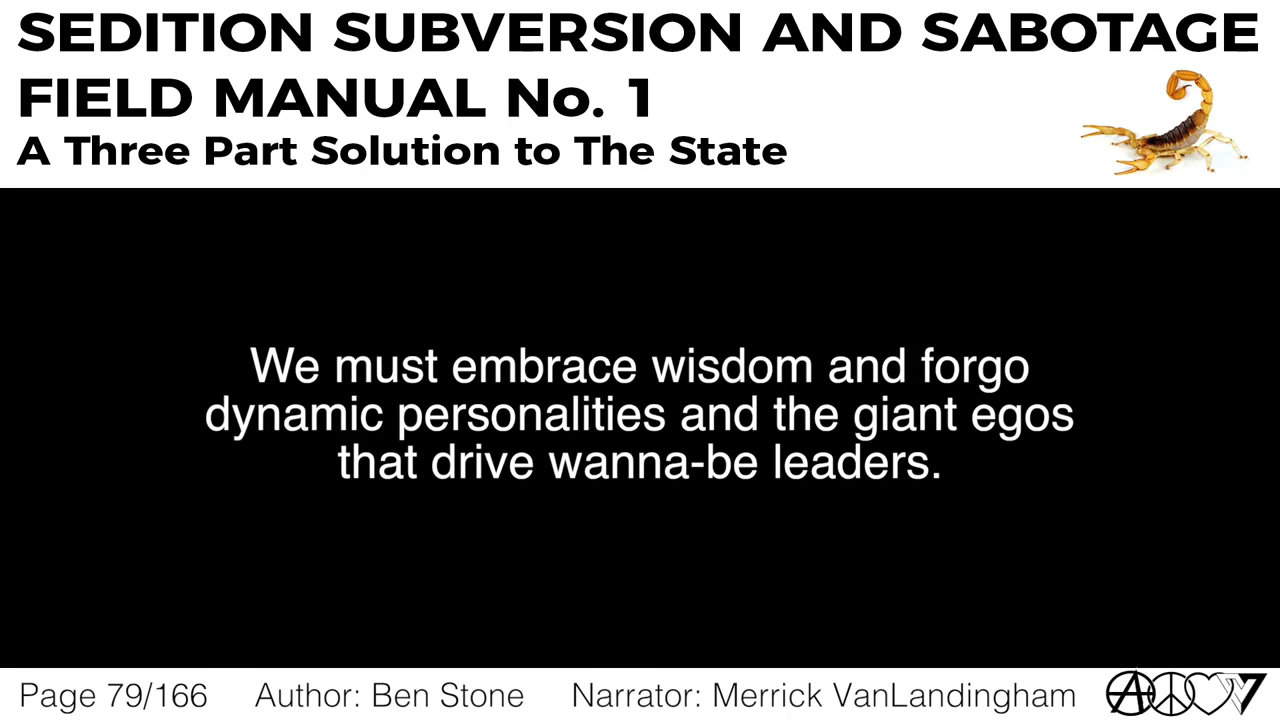 SEDITION SUBVERSION AND SABOTAGE
FIELD MANUAL No. 1
A Three Part Solution to The State
We must embrace wisdom and forgo
dynamic personalities and the giant egos
that drive wanna-be leaders.
Page 79/166 Author: Ben Stone Narrator: Merrick VanLandingham